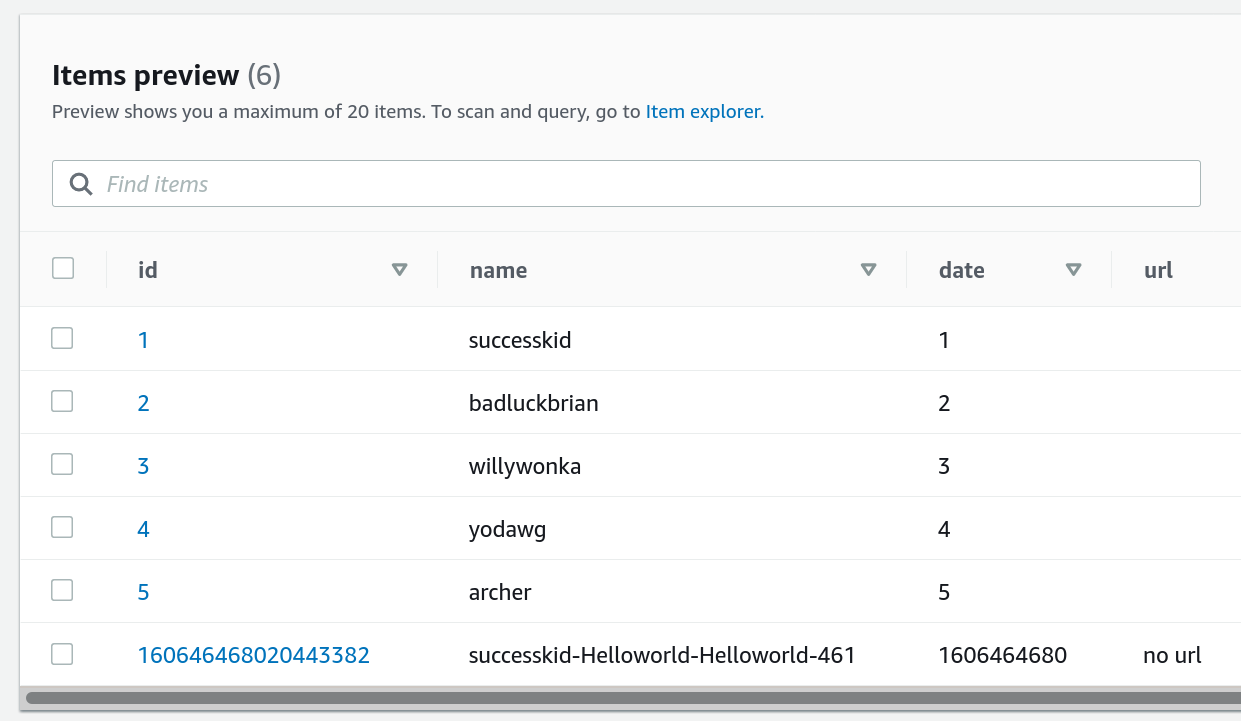 Items preview (6)
Preview shows you a maximum of 20 items. To scan and query, go to Item explorer.
Find items
id name date url
1 successkid 1
2 badluckbrian 2
3 willywonka 3
4 yodawg 4
5 archer 5
160646468020443382 successkid-Helloworld-Helloworld-461 1606464680 no url